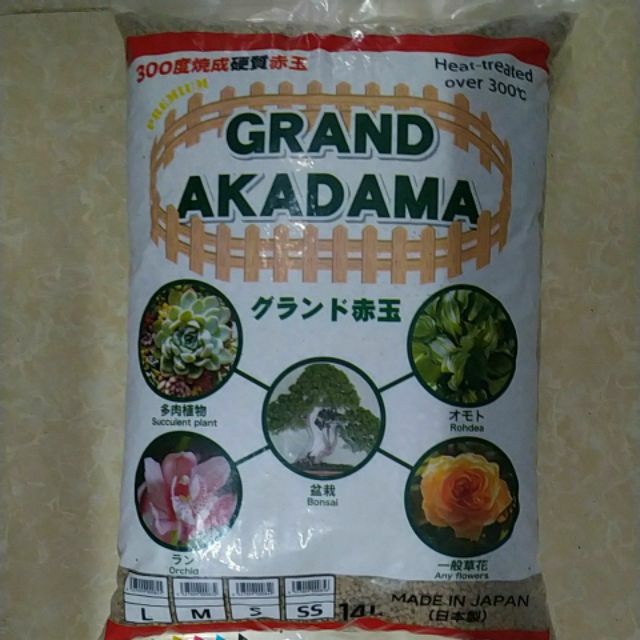 300度焼成硬質赤玉
Heat-treated
over 300℃
PREMIUM
GRAND
AKADAMA
グランド赤玉
多肉植物
Succulent plant
オモト
Rohdea
盆栽
Bonsai
ラン
Orchid
一般草花
Any flowers
L M S SS 14L
MADE IN JAPAN
(日本製)